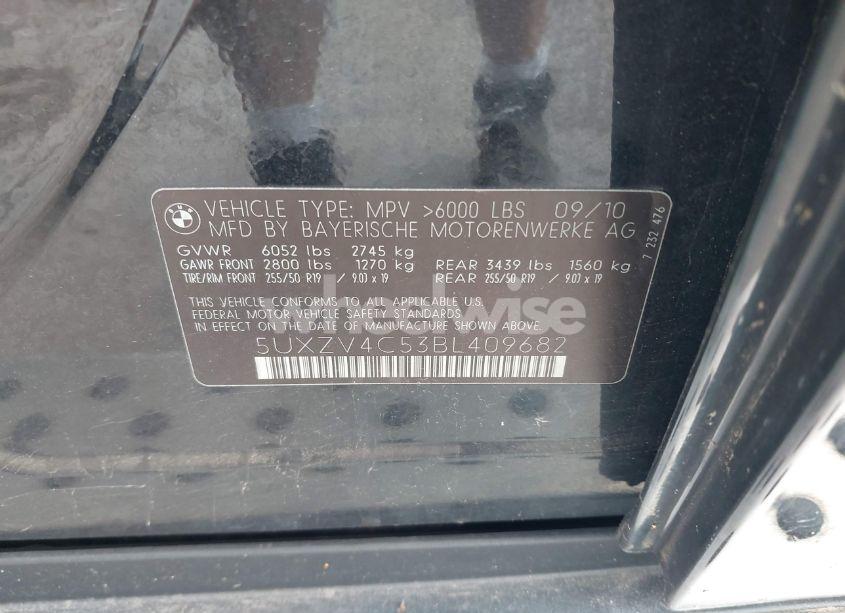 BMW
VEHICLE TYPE: MPV >6000 LBS 09/10
MFD BY BAYERISCHE MOTORENWERKE AG
GVWR 6052 lbs 2745 kg
GAWR FRONT 2800 lbs 1270 kg REAR 3439 lbs 1560 kg
TIRE/RIM FRONT 255/50 R19 / 9.0J x 19 REAR 255/50 R19 / 9.0J x 19
THIS VEHICLE CONFORMS TO ALL APPLICABLE U.S.
FEDERAL MOTOR VEHICLE SAFETY STANDARDS
IN EFFECT ON THE DATE OF MANUFACTURE SHOWN ABOVE.
5UXZV4C53BL409682
7 232 476